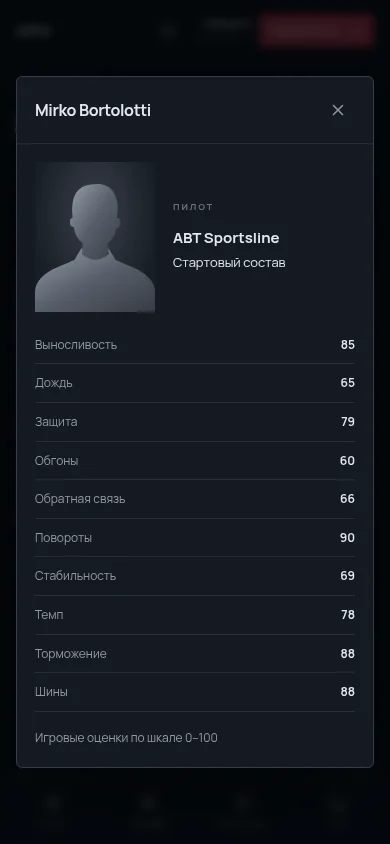 Mirko Bortolotti
ПИЛОТ
ABT Sportsline
Стартовый состав
Выносливость 85
Дождь 65
Защита 79
Обгоны 60
Обратная связь 66
Повороты 90
Стабильность 69
Темп 78
Торможение 88
Шины 88
Игровые оценки по шкале 0–100